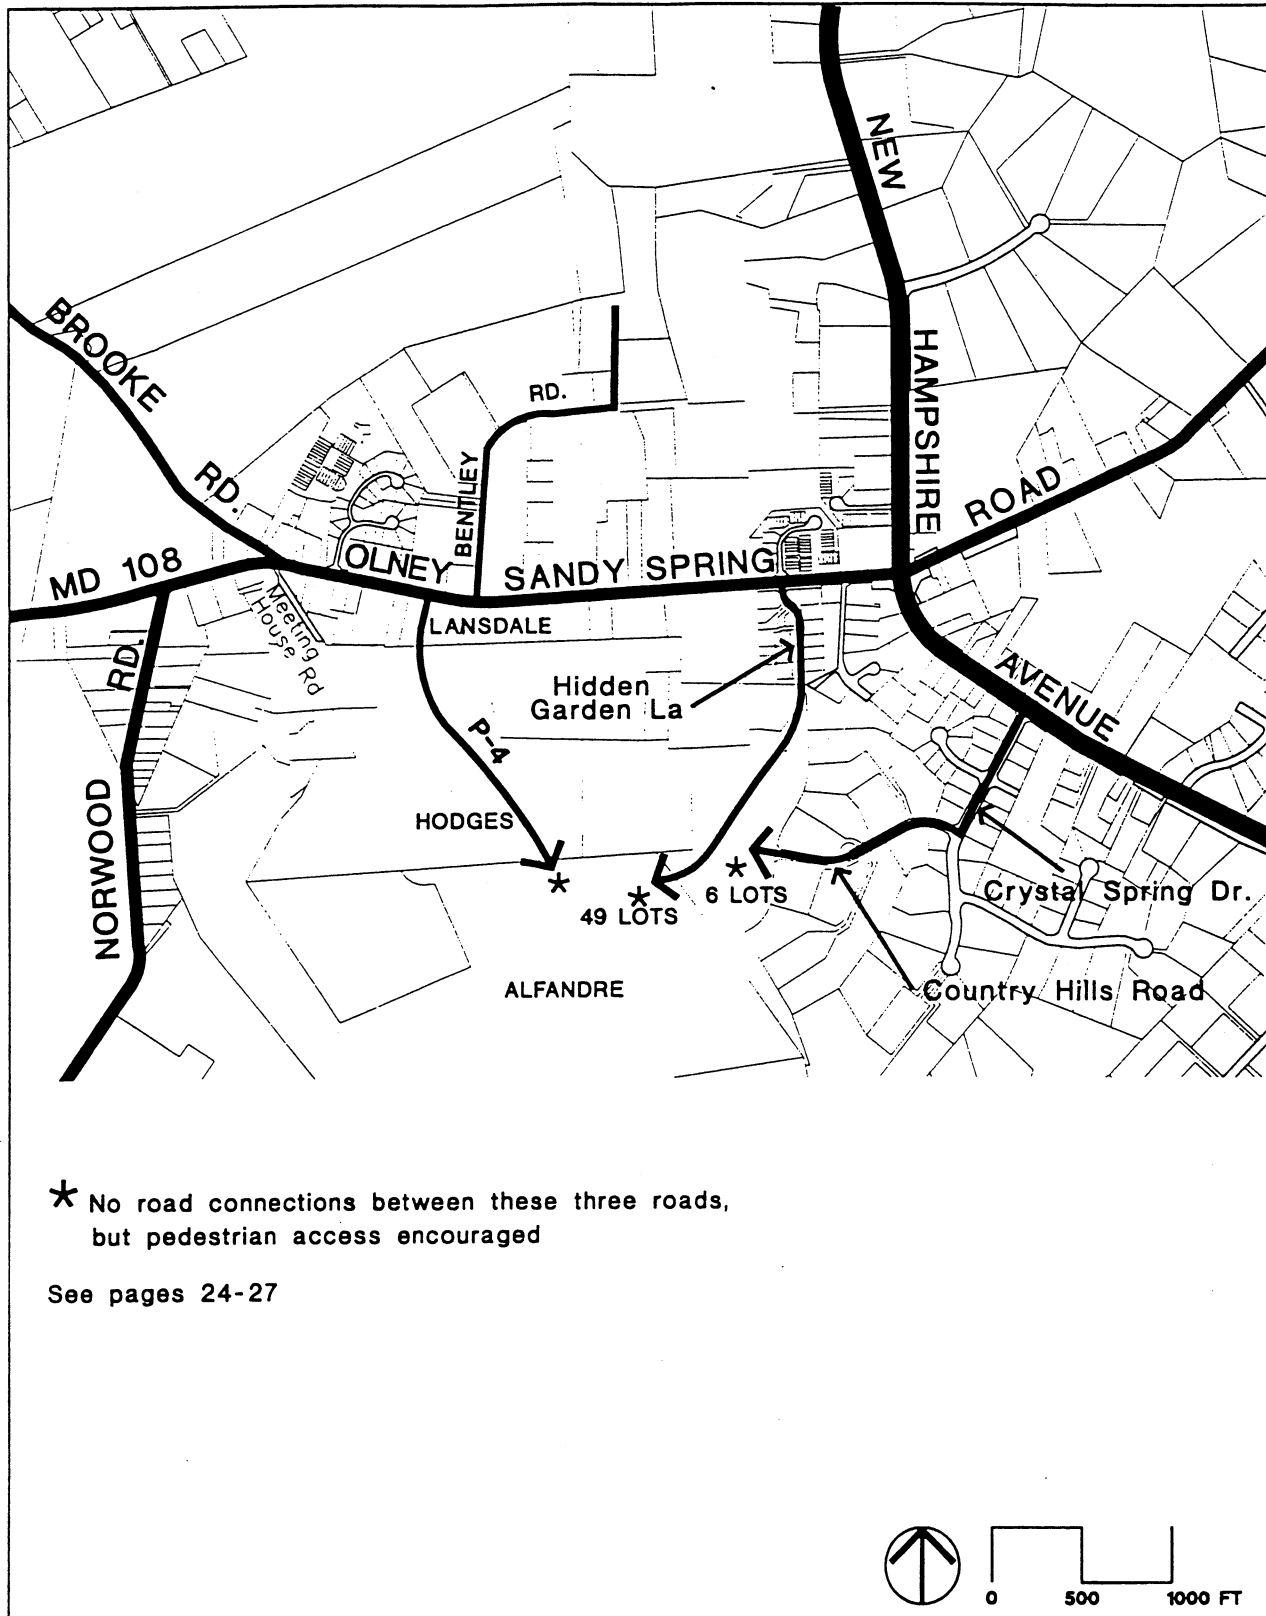 NEW
HAMPSHIRE
AVENUE
BROOKE
RD.
RD.
BENTLEY
ROAD
MD 108
OLNEY
SANDY SPRING
Meeting
House Rd
LANSDALE
RD.
NORWOOD
Hidden
Garden La
P-4
HODGES
* 
*
*
49 LOTS
6 LOTS
Crystal Spring Dr.
ALFANDRE
Country Hills Road
* No road connections between these three roads,
but pedestrian access encouraged
See pages 24-27
0 500 1000 FT